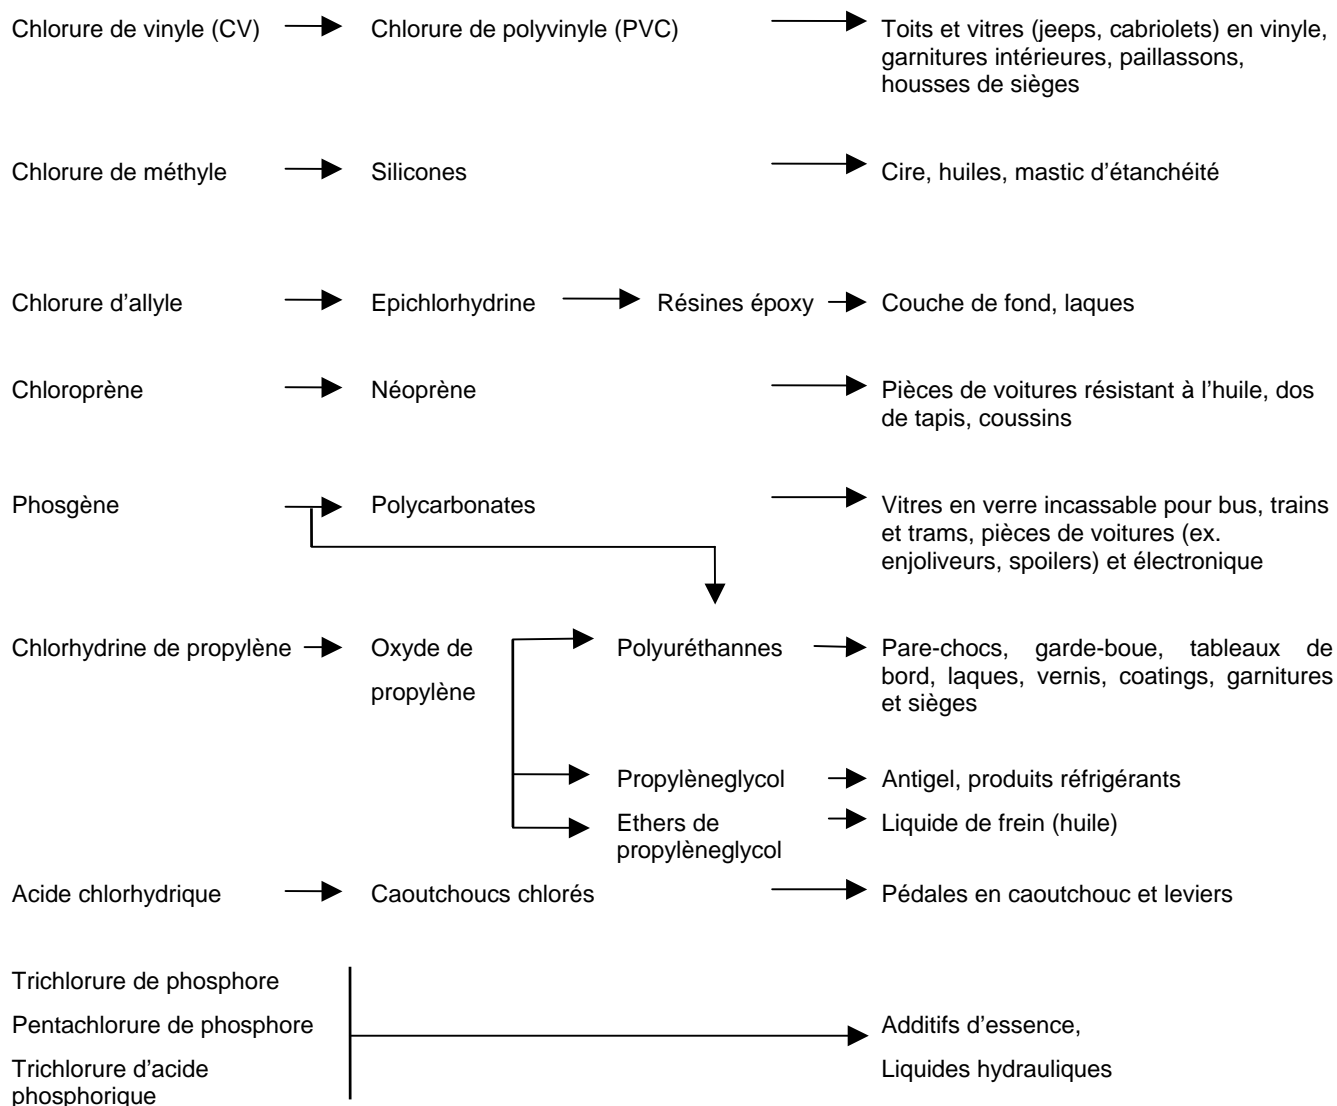 Chlorure de vinyle (CV) Chlorure de polyvinyle (PVC) Toits et vitres (jeeps, cabriolets) en vinyle,
garnitures intérieures, paillassons,
housses de sièges
Chlorure de méthyle Silicones Cire, huiles, mastic d’étanchéité
Chlorure d’allyle Epichlorhydrine Résines époxy Couche de fond, laques
Chloroprène Néoprène Pièces de voitures résistant à l’huile, dos
de tapis, coussins
Phosgène Polycarbonates Vitres en verre incassable pour bus, trains
et trams, pièces de voitures (ex.
enjoliveurs, spoilers) et électronique
Chlorhydrine de propylène Oxyde de Polyuréthannes Pare-chocs, garde-boue, tableaux de
propylène bord, laques, vernis, coatings, garnitures
et sièges
Propylèneglycol Antigel, produits réfrigérants
Ethers de Liquide de frein (huile)
propylèneglycol
Acide chlorhydrique Caoutchoucs chlorés Pédales en caoutchouc et leviers
Trichlorure de phosphore
Pentachlorure de phosphore Additifs d’essence,
Trichlorure d’acide Liquides hydrauliques
phosphorique